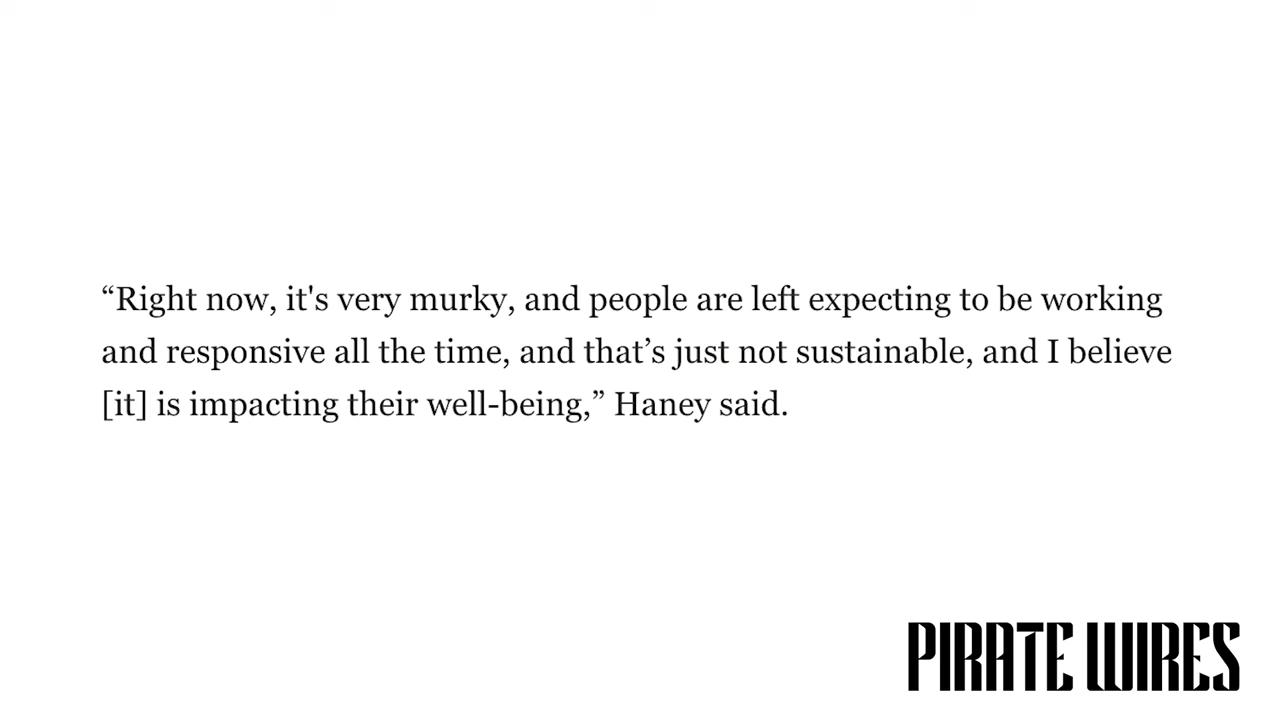 “Right now, it's very murky, and people are left expecting to be working
and responsive all the time, and that’s just not sustainable, and I believe
[it] is impacting their well-being,” Haney said.
PIRATE WIRES